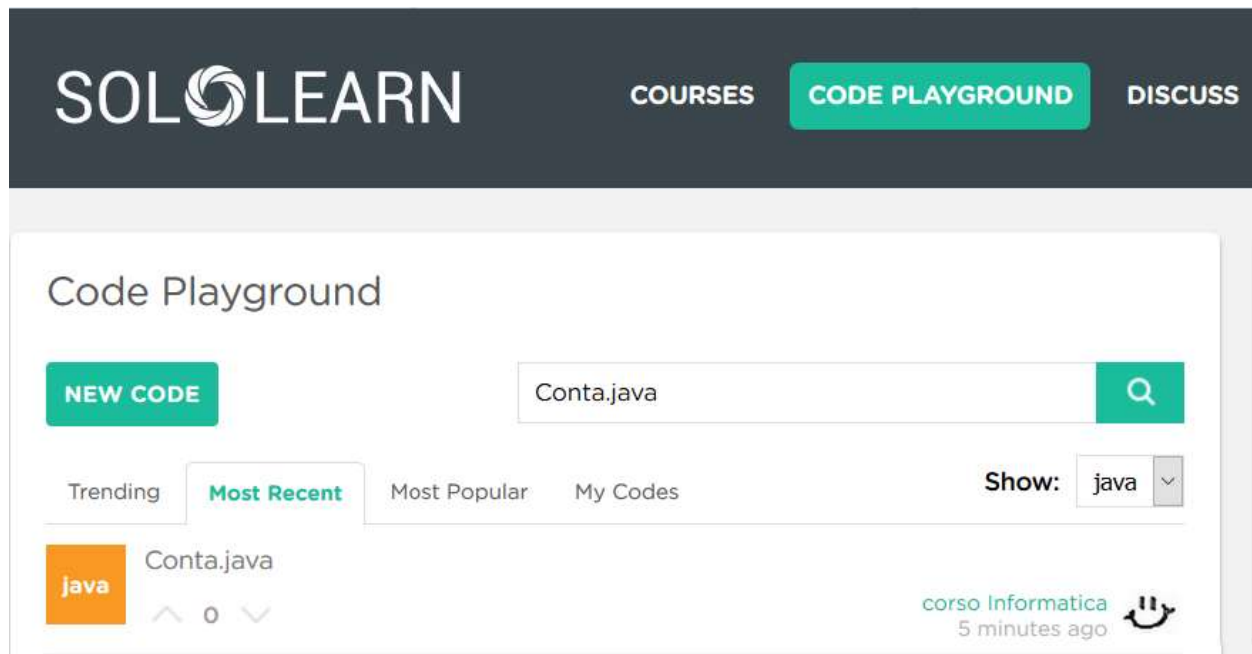 SOLOLEARN COURSES CODE PLAYGROUND DISCUSS
Code Playground
NEW CODE Conta.java
Trending Most Recent Most Popular My Codes Show: java
java Conta.java
0
corso Informatica
5 minutes ago